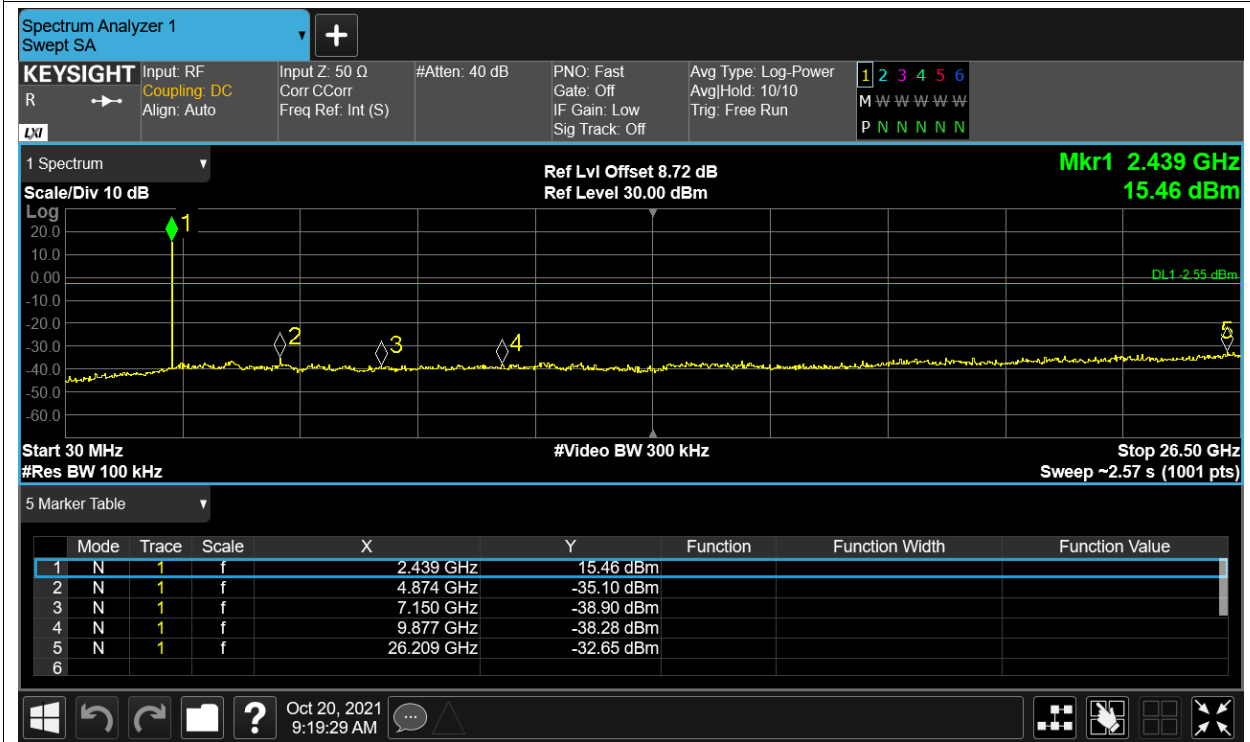 Spectrum Analyzer 1
Swept SA
KEYSIGHT
R
LXI
Input: RF
Coupling: DC
Align: Auto
Input Z: 50 Ω
Corr CCorr
Freq Ref: Int (S)
#Atten: 40 dB
PNO: Fast
Gate: Off
IF Gain: Low
Sig Track: Off
Avg Type: Log-Power
Avg|Hold: 10/10
Trig: Free Run
1 2 3 4 5 6
M W W W W W
P N N N N N
1 Spectrum
Scale/Div 10 dB
Ref Lvl Offset 8.72 dB
Ref Level 30.00 dBm
Mkr1 2.439 GHz
15.46 dBm
Log
20.0
10.0
0.00
-10.0
-20.0
-30.0
-40.0
-50.0
-60.0
1
2
3
4
5
DL1 -2.55 dBm
Start 30 MHz
#Res BW 100 kHz
#Video BW 300 kHz
Stop 26.50 GHz
Sweep ~2.57 s (1001 pts)
5 Marker Table
Mode Trace Scale X Y Function Function Width Function Value
1 N 1 f 2.439 GHz 15.46 dBm
2 N 1 f 4.874 GHz -35.10 dBm
3 N 1 f 7.150 GHz -38.90 dBm
4 N 1 f 9.877 GHz -38.28 dBm
5 N 1 f 26.209 GHz -32.65 dBm
6
?
Oct 20, 2021
9:19:29 AM